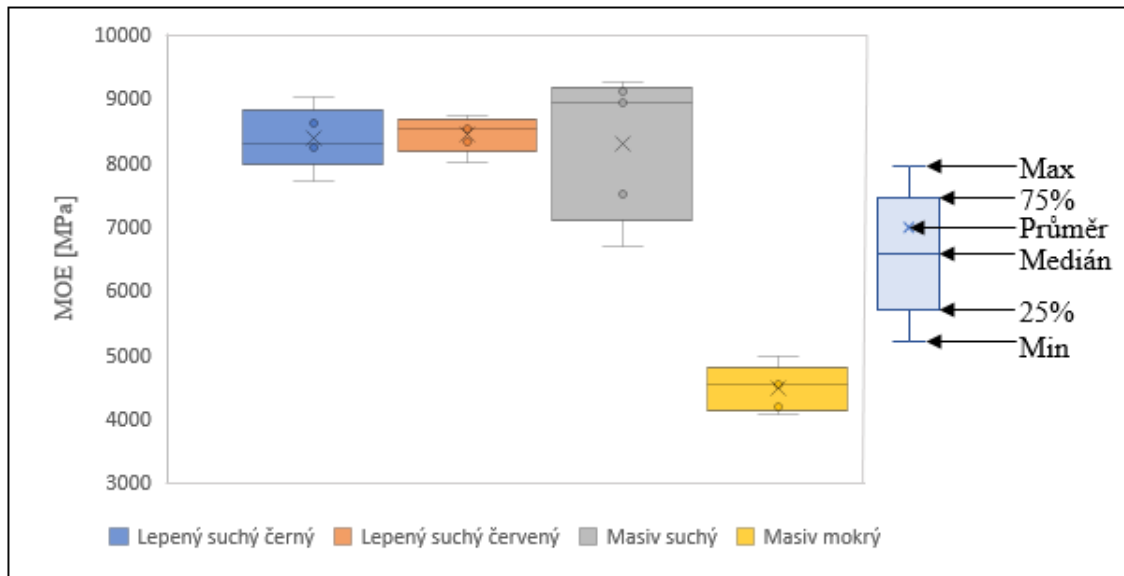 10000
9000
8000
7000
6000
5000
4000
3000
MOE [MPa]
Max
75%
Průměr
Medián
25%
Min
Lepený suchý černý
Lepený suchý červený
Masiv suchý
Masiv mokrý